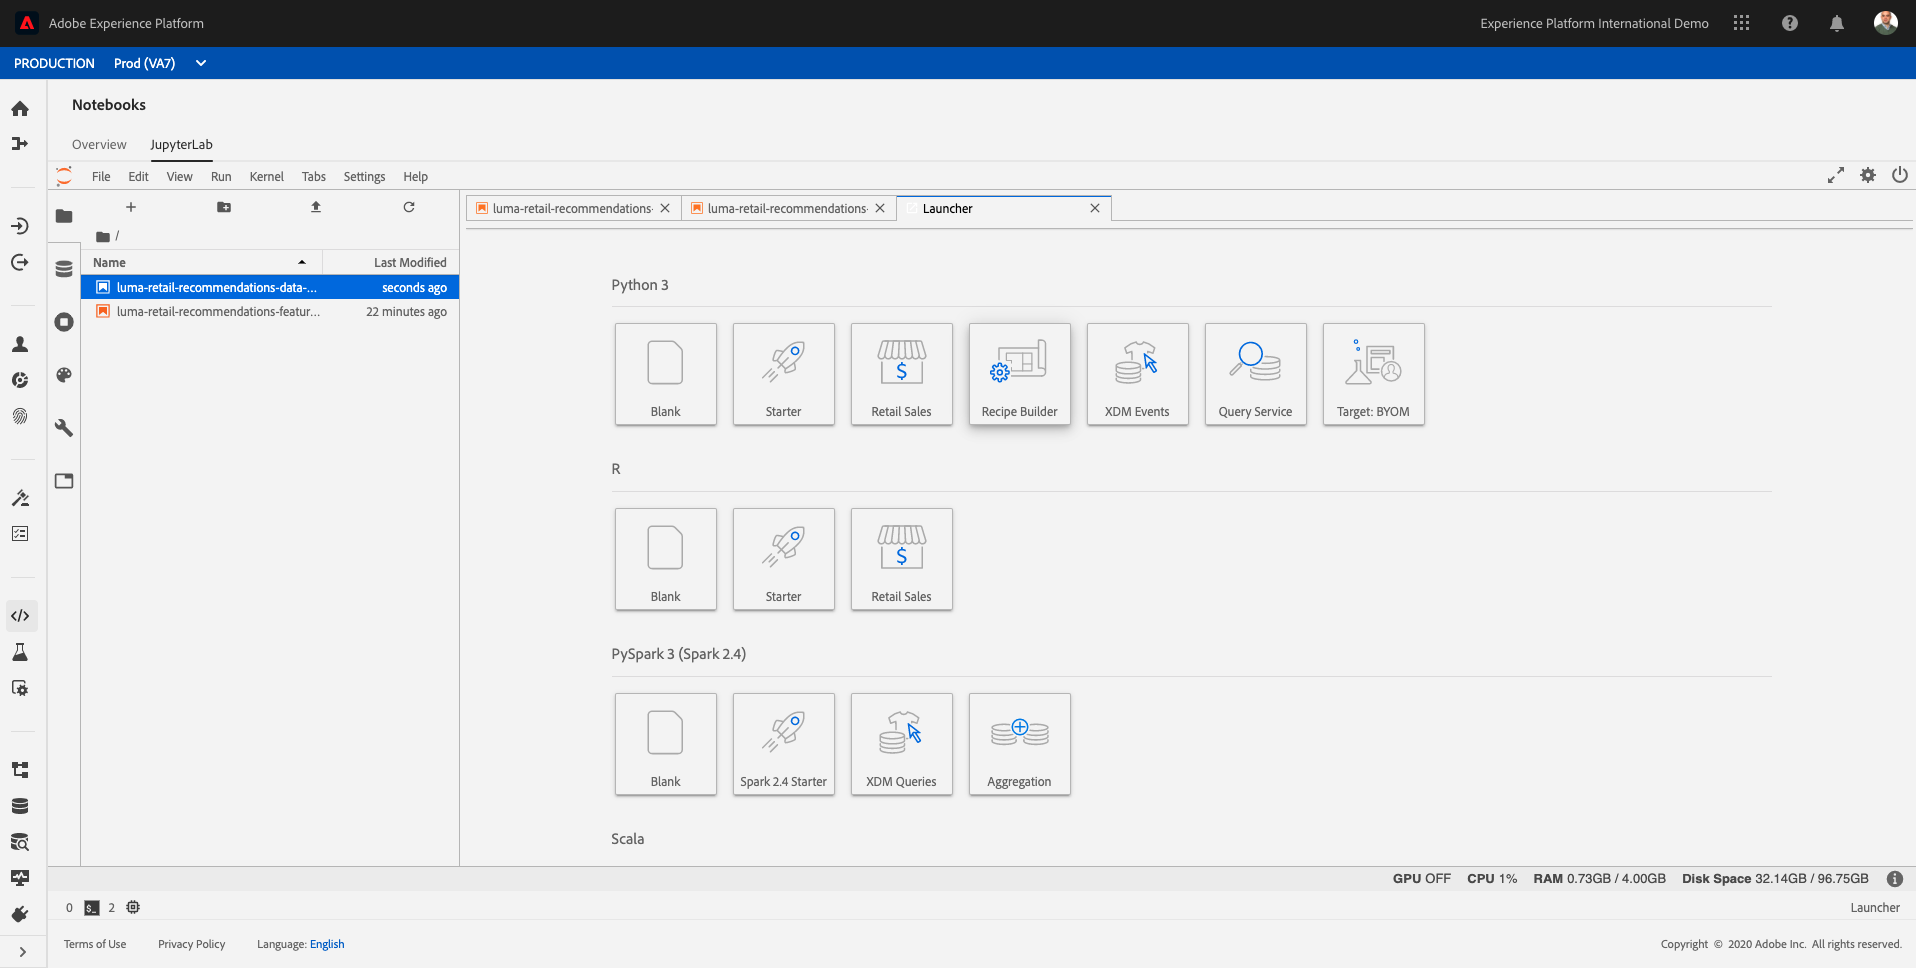 Adobe Experience Platform
Experience Platform International Demo
PRODUCTION Prod (VA7)
Notebooks
Overview JupyterLab
File Edit View Run Kernel Tabs Settings Help
luma-retail-recommendations- luma-retail-recommendations- Launcher
/
Name Last Modified
luma-retail-recommendations-data-... seconds ago
luma-retail-recommendations-featur... 22 minutes ago
Python 3
Blank Starter Retail Sales Recipe Builder XDM Events Query Service Target: BYOM
R
Blank Starter Retail Sales
PySpark 3 (Spark 2.4)
Blank Spark 2.4 Starter XDM Queries Aggregation
Scala
GPU OFF CPU 1% RAM 0.73GB / 4.00GB Disk Space 32.14GB / 96.75GB
0 $_ 2 Launcher
Terms of Use Privacy Policy Language: English Copyright © 2020 Adobe Inc. All rights reserved.